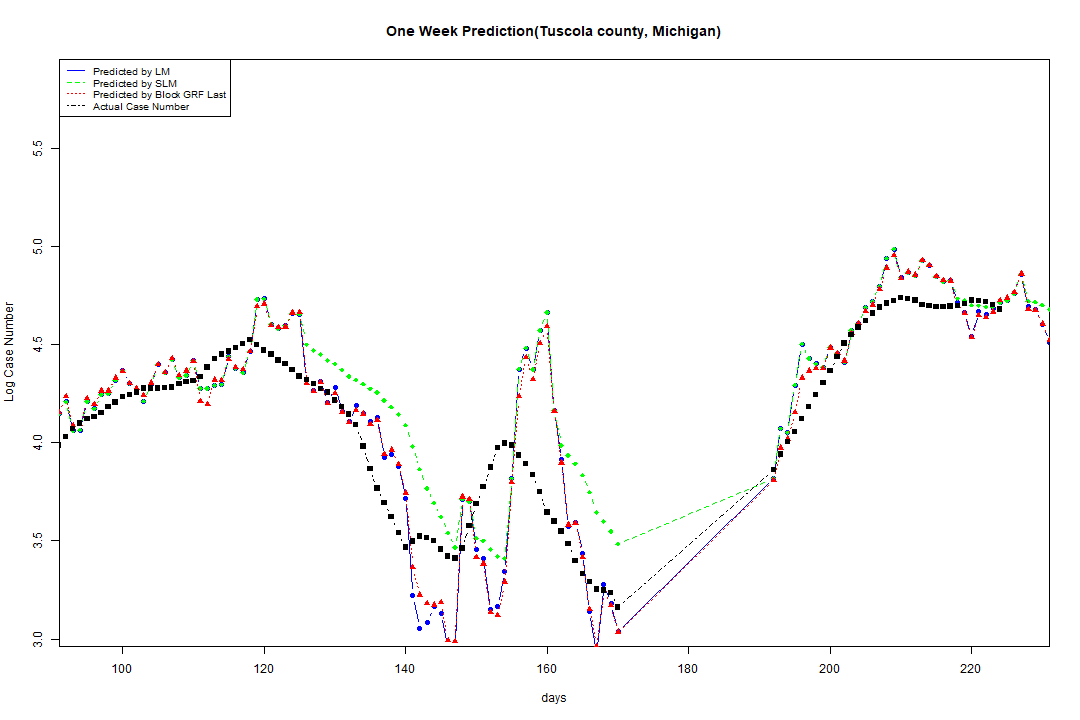 One Week Prediction(Tuscola county, Michigan)
Predicted by LM
Predicted by SLM
Predicted by Block GRF Last
Actual Case Number
5.5
5.0
4.5
4.0
3.5
3.0
Log Case Number
100 120 140 160 180 200 220
days